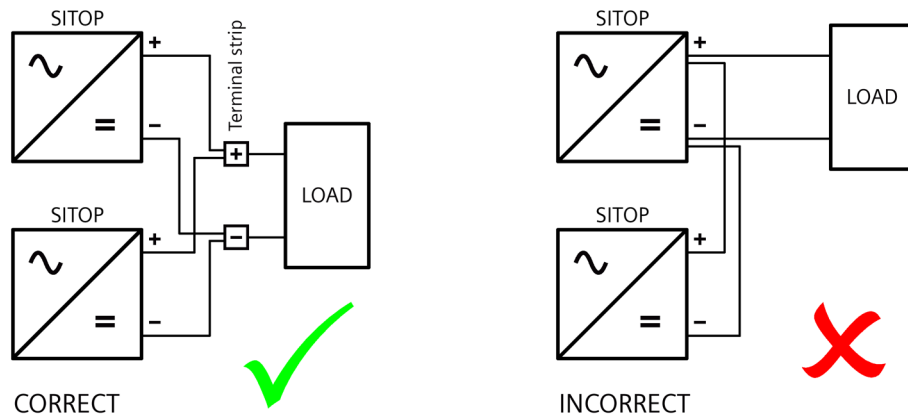 SITOP
+
−
=
Terminal strip
+
−
LOAD
SITOP
+
−
=
CORRECT
SITOP
+
−
=
LOAD
SITOP
+
−
=
INCORRECT